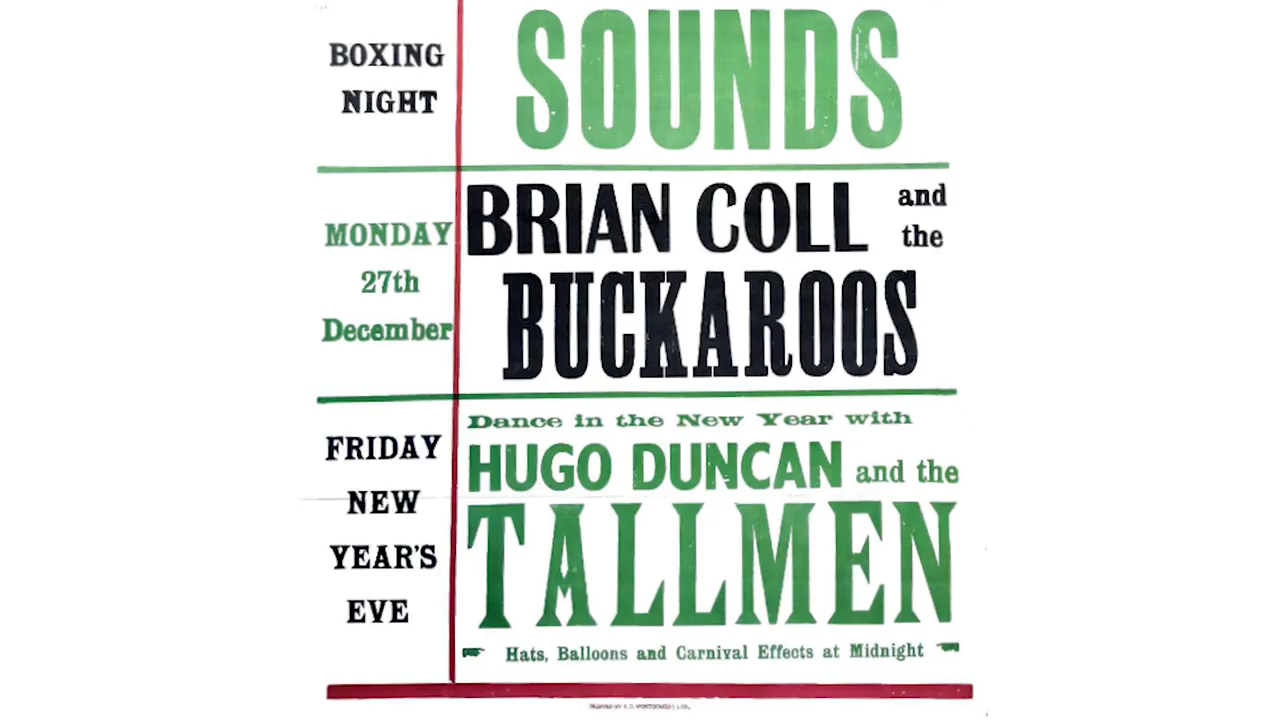 BOXING
NIGHT
SOUNDS
MONDAY
27th
December
BRIAN COLL and the
BUCKAROOS
FRIDAY
NEW
YEAR'S
EVE
Dance in the New Year with
HUGO DUNCAN and the
TALLMEN
Hats, Balloons and Carnival Effects at Midnight